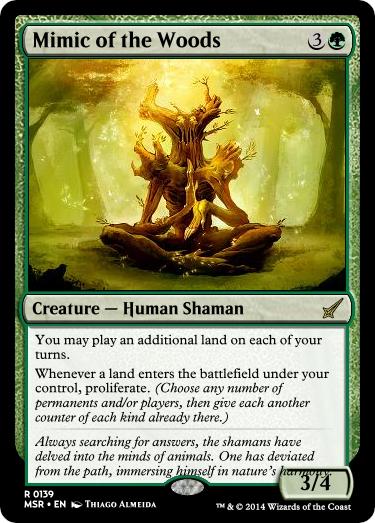 Mimic of the Woods 3
Creature — Human Shaman
You may play an additional land on each of your
turns.
Whenever a land enters the battlefield under your
control, proliferate. (Choose any number of
permanents and/or players, then give each another
counter of each kind already there.)
Always searching for answers, the shamans have
delved into the minds of animals. One has deviated
from the path, immersing himself in nature's harmony.
3/4
R 0139
MSR • EN Thiago Almeida ™ & © 2014 Wizards of the Coast